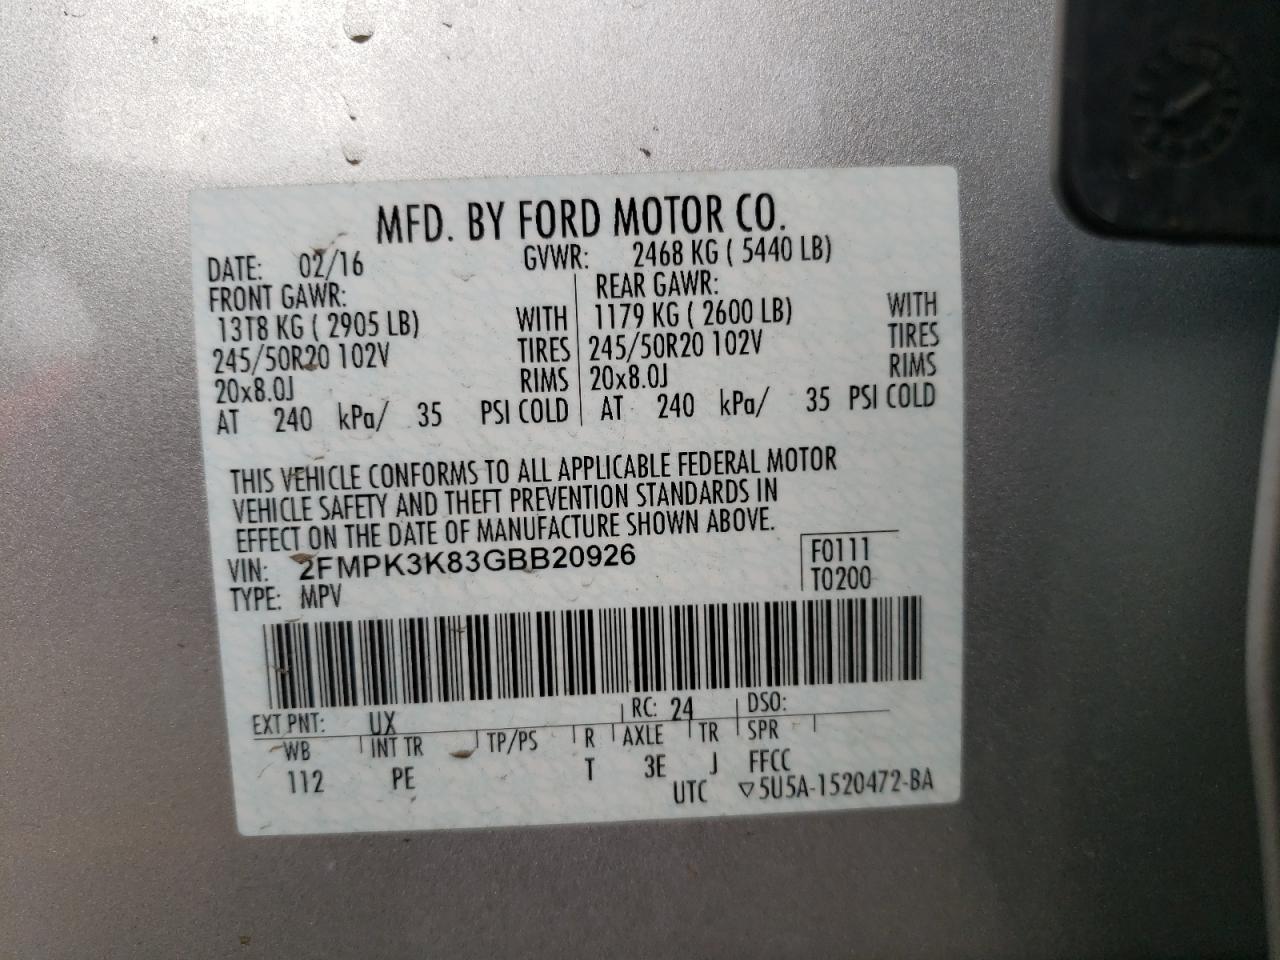 MFD. BY FORD MOTOR CO.
DATE: 02/16 GVWR: 2468 KG ( 5440 LB)
FRONT GAWR: REAR GAWR:
13T8 KG ( 2905 LB) WITH 1179 KG ( 2600 LB) WITH
245/50R20 102V TIRES 245/50R20 102V TIRES
20x8.0J RIMS 20x8.0J RIMS
AT 240 kPa/ 35 PSI COLD AT 240 kPa/ 35 PSI COLD
THIS VEHICLE CONFORMS TO ALL APPLICABLE FEDERAL MOTOR
VEHICLE SAFETY AND THEFT PREVENTION STANDARDS IN
EFFECT ON THE DATE OF MANUFACTURE SHOWN ABOVE.
VIN: 2FMPK3K83GBB20926 F0111
TYPE: MPV T0200
EXT PNT: UX RC: 24 DSO:
WB INT TR TP/PS R AXLE TR SPR
112 PE T 3E J FFCC
UTC ▽5U5A-1520472-BA